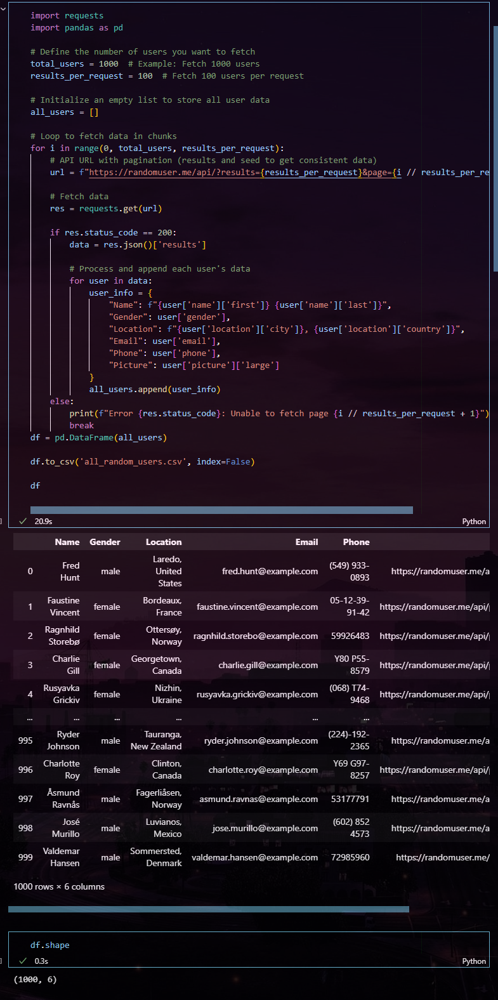 import requests
import pandas as pd
# Define the number of users you want to fetch
total_users = 1000  # Example: Fetch 1000 users
results_per_request = 100  # Fetch 100 users per request
# Initialize an empty list to store all user data
all_users = []
# Loop to fetch data in chunks
for i in range(0, total_users, results_per_request):
    # API URL with pagination (results and seed to get consistent data)
    url = f"https://randomuser.me/api/?results={results_per_request}&page={i // results_per_re
    # Fetch data
    res = requests.get(url)
    if res.status_code == 200:
        data = res.json()['results']
        # Process and append each user's data
        for user in data:
            user_info = {
                "Name": f"{user['name']['first']} {user['name']['last']}",
                "Gender": user['gender'],
                "Location": f"{user['location']['city']}, {user['location']['country']}",
                "Email": user['email'],
                "Phone": user['phone'],
                "Picture": user['picture']['large']
            }
            all_users.append(user_info)
    else:
        print(f"Error {res.status_code}: Unable to fetch page {i // results_per_request + 1}")
        break
df = pd.DataFrame(all_users)
df.to_csv('all_random_users.csv', index=False)
df
] ✓ 20.9s Python
Name Gender Location Email Phone
0 Fred Hunt male Laredo, United States fred.hunt@example.com (549) 933-0893 https://randomuser.me/a
1 Faustine Vincent female Bordeaux, France faustine.vincent@example.com 05-12-39-91-42 https://randomuser.me/api/p
2 Ragnhild Storebø female Ottersøy, Norway ragnhild.storebo@example.com 59926483 https://randomuser.me/api/p
3 Charlie Gill female Georgetown, Canada charlie.gill@example.com Y80 P55-8579 https://randomuser.me/api/p
4 Rusyavka Grickiv female Nizhin, Ukraine rusyavka.grickiv@example.com (068) T74-9468 https://randomuser.me/api/p
... ... ... ... ... ...
995 Ryder Johnson male Tauranga, New Zealand ryder.johnson@example.com (224)-192-2365 https://randomuser.me/a
996 Charlotte Roy female Clinton, Canada charlotte.roy@example.com Y69 G97-8257 https://randomuser.me/api/p
997 Åsmund Ravnås male Fagerliåsen, Norway asmund.ravnas@example.com 53177791 https://randomuser.me/a
998 José Murillo male Luvianos, Mexico jose.murillo@example.com (602) 852 4573 https://randomuser.me/a
999 Valdemar Hansen male Sommersted, Denmark valdemar.hansen@example.com 72985960 https://randomuser.me/
1000 rows × 6 columns
df.shape
] ✓ 0.3s Python
(1000, 6)